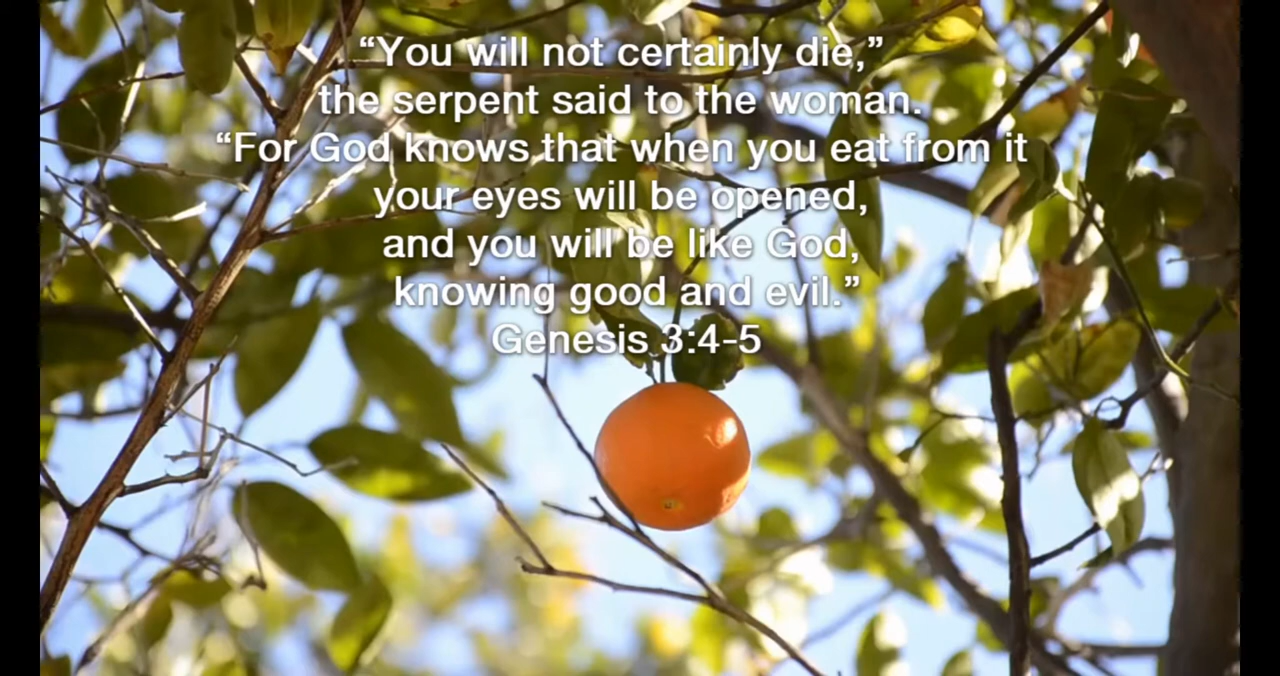 “You will not certainly die,”
the serpent said to the woman.
“For God knows that when you eat from it
your eyes will be opened,
and you will be like God,
knowing good and evil.”
Genesis 3:4-5